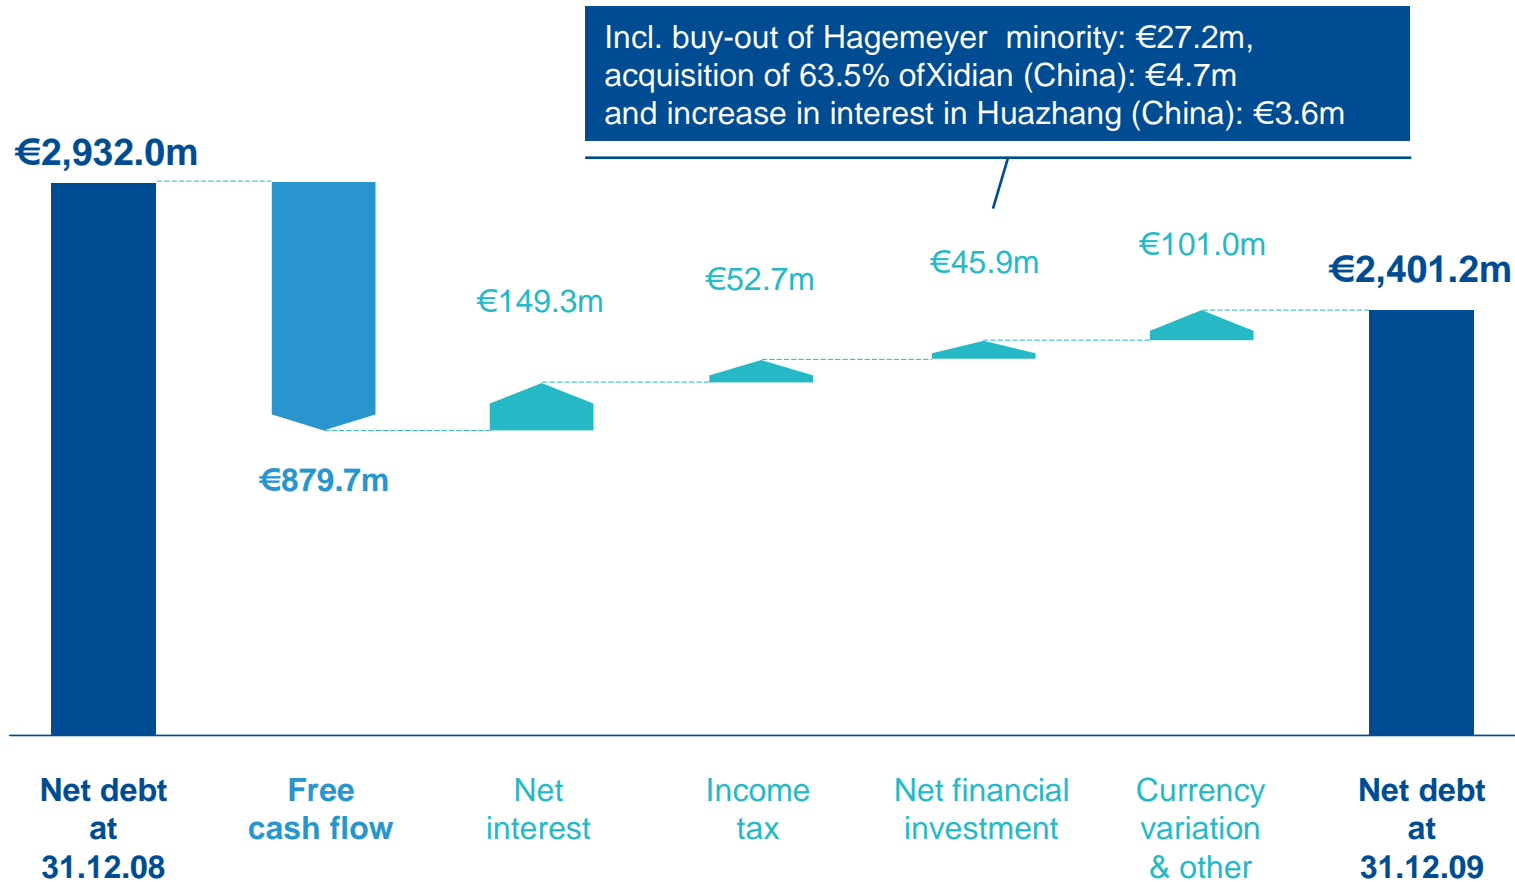 Incl. buy-out of Hagemeyer minority: €27.2m,
acquisition of 63.5% ofXidian (China): €4.7m
and increase in interest in Huazhang (China): €3.6m
€2,932.0m
€879.7m
€149.3m
€52.7m
€45.9m
€101.0m
€2,401.2m
Net debt
at
31.12.08
Free
cash flow
Net
interest
Income
tax
Net financial
investment
Currency
variation
& other
Net debt
at
31.12.09